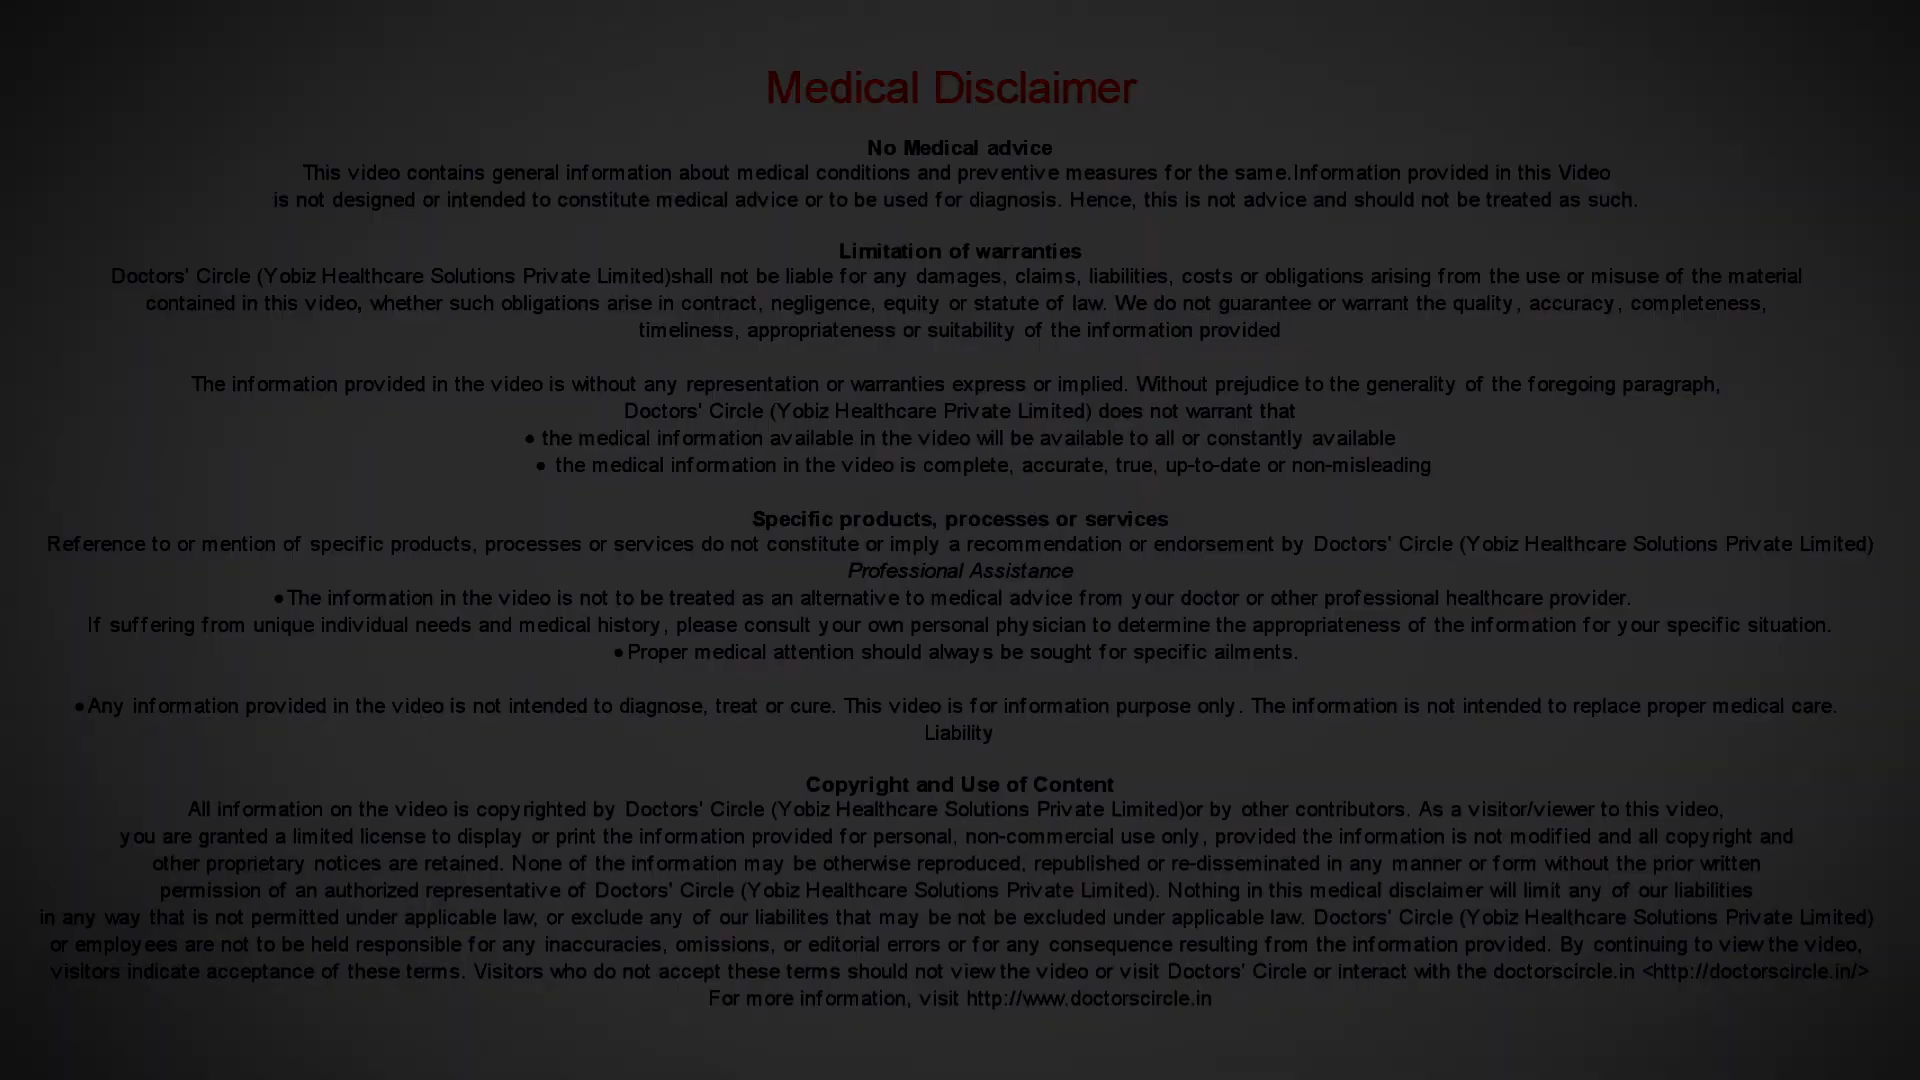 Medical Disclaimer
No Medical advice
This video contains general information about medical conditions and preventive measures for the same.Information provided in this Video
is not designed or intended to constitute medical advice or to be used for diagnosis. Hence, this is not advice and should not be treated as such.
Limitation of warranties
Doctors' Circle (Yobiz Healthcare Solutions Private Limited)shall not be liable for any damages, claims, liabilities, costs or obligations arising from the use or misuse of the material
contained in this video, whether such obligations arise in contract, negligence, equity or statute of law. We do not guarantee or warrant the quality, accuracy, completeness,
timeliness, appropriateness or suitability of the information provided
The information provided in the video is without any representation or warranties express or implied. Without prejudice to the generality of the foregoing paragraph,
Doctors' Circle (Yobiz Healthcare Private Limited) does not warrant that
• the medical information available in the video will be available to all or constantly available
• the medical information in the video is complete, accurate, true, up-to-date or non-misleading
Specific products, processes or services
Reference to or mention of specific products, processes or services do not constitute or imply a recommendation or endorsement by Doctors' Circle (Yobiz Healthcare Solutions Private Limited)
Professional Assistance
•The information in the video is not to be treated as an alternative to medical advice from your doctor or other professional healthcare provider.
If suffering from unique individual needs and medical history, please consult your own personal physician to determine the appropriateness of the information for your specific situation.
•Proper medical attention should always be sought for specific ailments.
•Any information provided in the video is not intended to diagnose, treat or cure. This video is for information purpose only. The information is not intended to replace proper medical care.
Liability
Copyright and Use of Content
All information on the video is copyrighted by Doctors' Circle (Yobiz Healthcare Solutions Private Limited)or by other contributors. As a visitor/viewer to this video,
you are granted a limited license to display or print the information provided for personal, non-commercial use only, provided the information is not modified and all copyright and
other proprietary notices are retained. None of the information may be otherwise reproduced, republished or re-disseminated in any manner or form without the prior written
permission of an authorized representative of Doctors' Circle (Yobiz Healthcare Solutions Private Limited). Nothing in this medical disclaimer will limit any of our liabilities
in any way that is not permitted under applicable law, or exclude any of our liabilites that may be not be excluded under applicable law. Doctors' Circle (Yobiz Healthcare Solutions Private Limited)
or employees are not to be held responsible for any inaccuracies, omissions, or editorial errors or for any consequence resulting from the information provided. By continuing to view the video,
visitors indicate acceptance of these terms. Visitors who do not accept these terms should not view the video or visit Doctors' Circle or interact with the doctorscircle.in <http://doctorscircle.in/>
For more information, visit http://www.doctorscircle.in